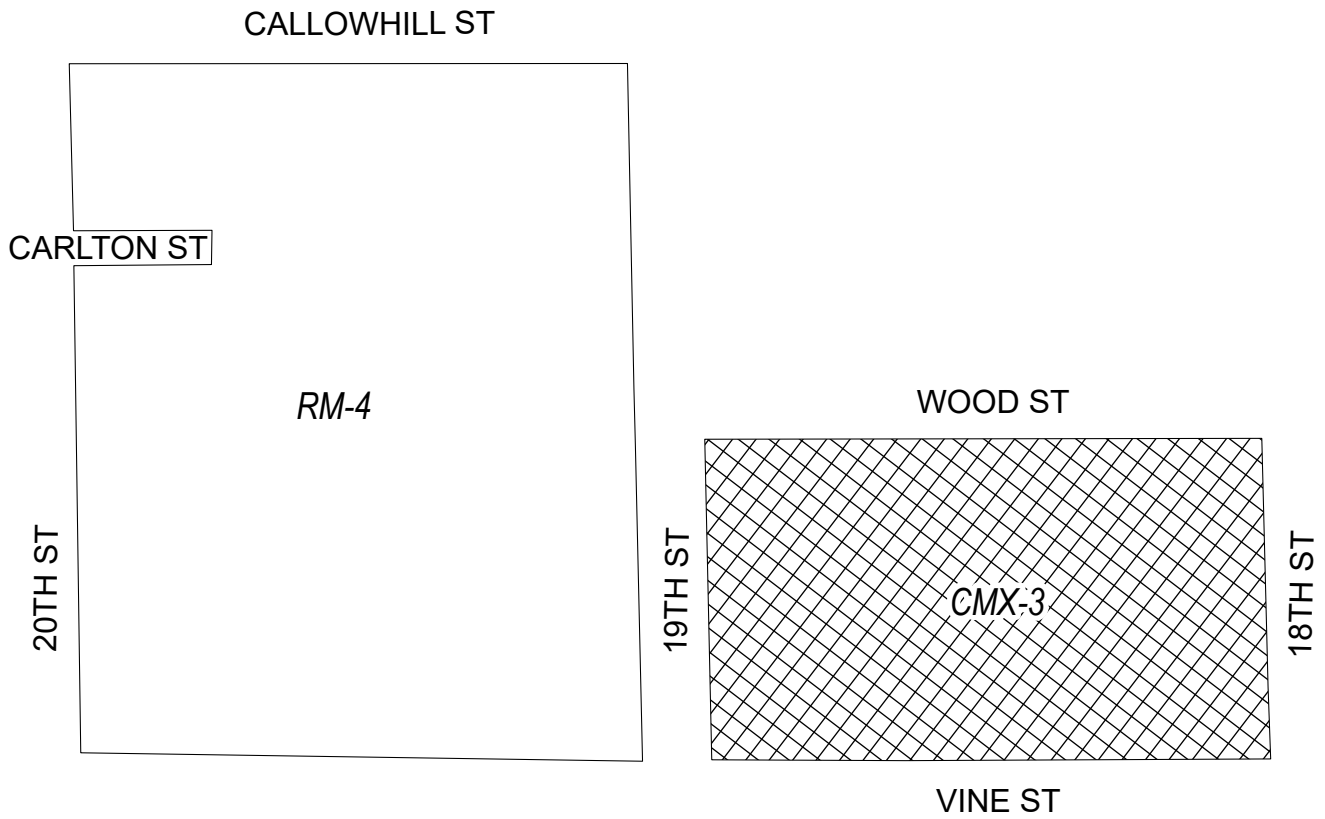 CALLOWHILL ST
CARLTON ST
RM-4
WOOD ST
20TH ST
19TH ST
CMX-3
18TH ST
VINE ST